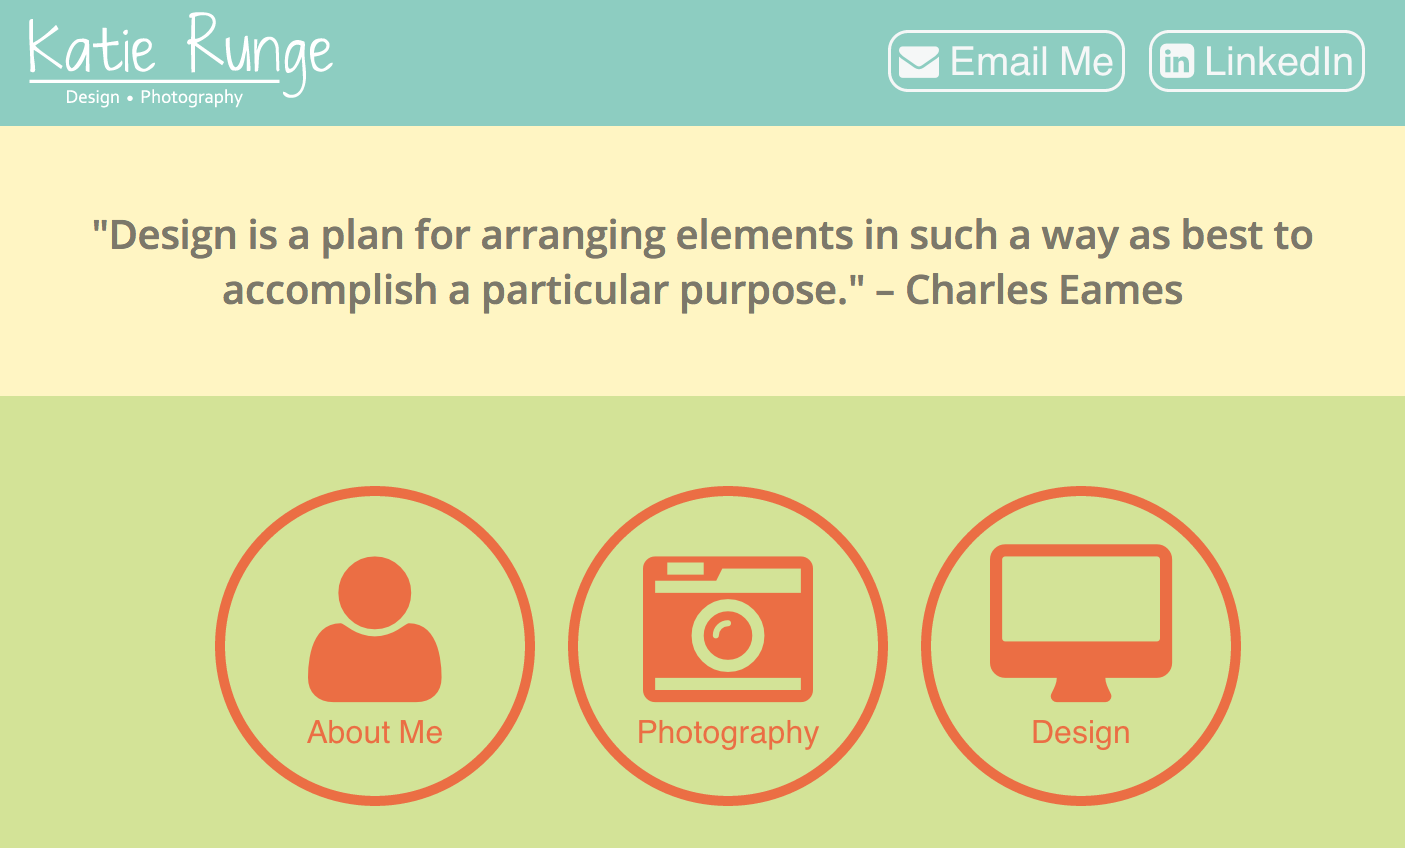 Katie Runge
Design • Photography
Email Me
LinkedIn
"Design is a plan for arranging elements in such a way as best to
accomplish a particular purpose." – Charles Eames
About Me
Photography
Design